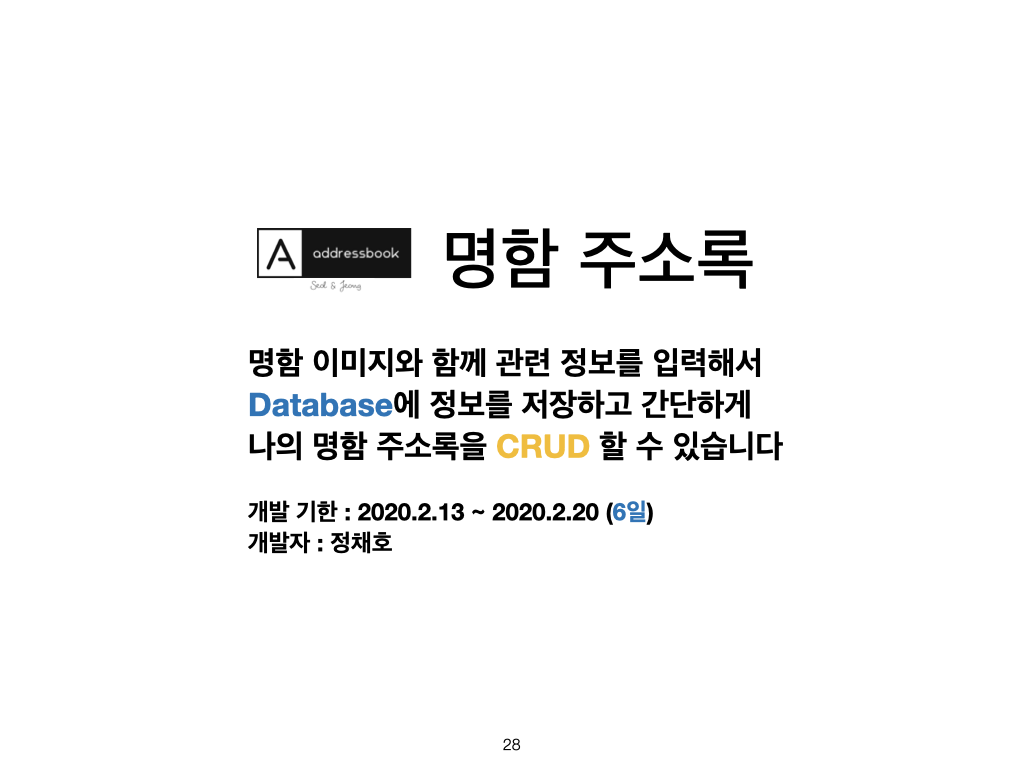 A addressbook
Seol & Jeong
명함 주소록
명함 이미지와 함께 관련 정보를 입력해서
Database에 정보를 저장하고 간단하게
나의 명함 주소록을 CRUD 할 수 있습니다
개발 기한 : 2020.2.13 ~ 2020.2.20 (6일)
개발자 : 정채호
28